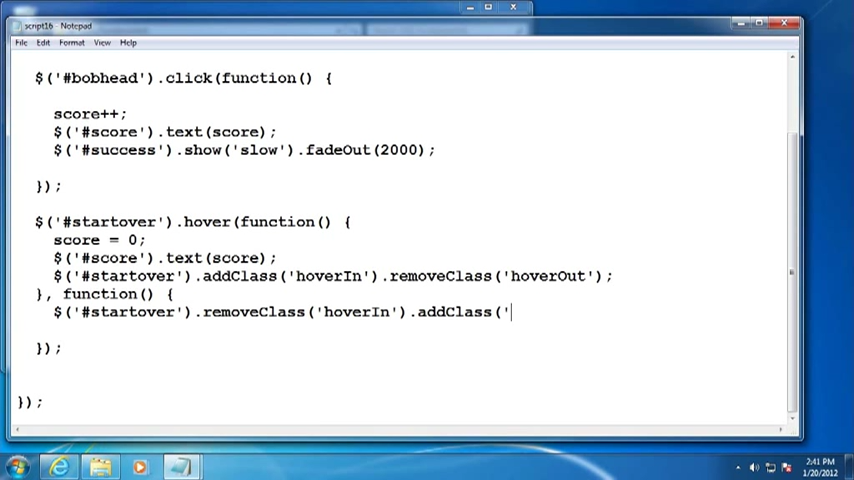 script16 - Notepad
File Edit Format View Help
$('#bobhead').click(function() {
score++;
$('#score').text(score);
$('#success').show('slow').fadeOut(2000);
});
$('#startover').hover(function() {
score = 0;
$('#score').text(score);
$('#startover').addClass('hoverIn').removeClass('hoverOut');
}, function() {
$('#startover').removeClass('hoverIn').addClass('
});
});
2:41 PM
1/20/2012